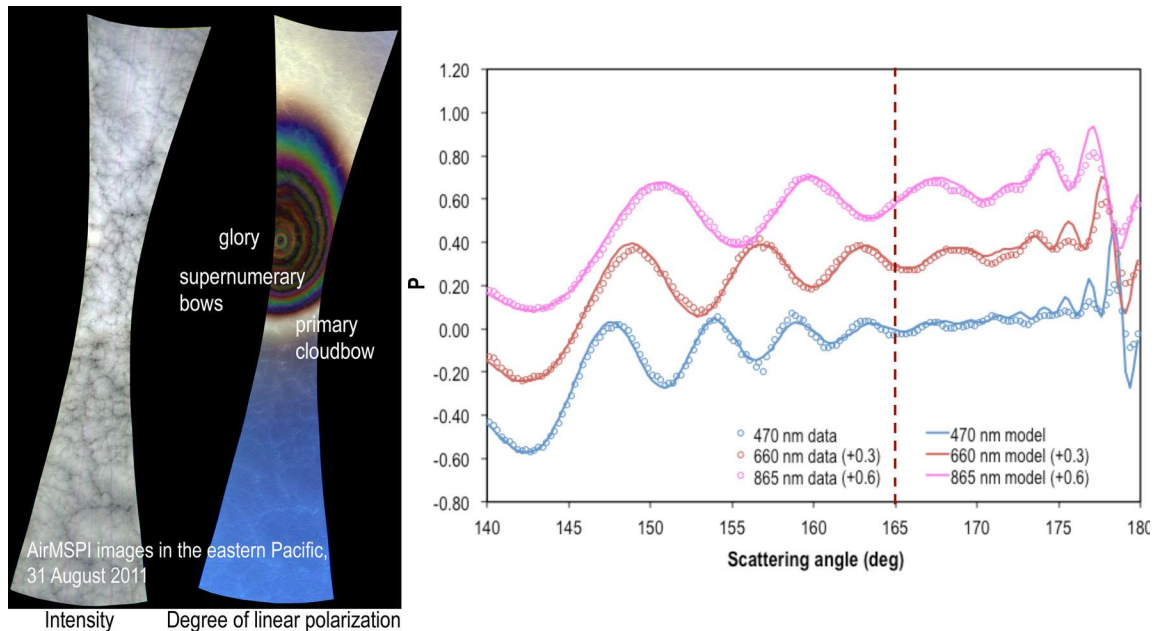 glory
supernumerary
bows
primary
cloudbow
AirMSPI images in the eastern Pacific,
31 August 2011
Intensity
Degree of linear polarization
1.20
1.00
0.80
0.60
0.40
0.20
0.00
-0.20
-0.40
-0.60
-0.80
P
470 nm data
470 nm model
660 nm data (+0.3)
660 nm model (+0.3)
865 nm data (+0.6)
865 nm model (+0.6)
140 145 150 155 160 165 170 175 180
Scattering angle (deg)